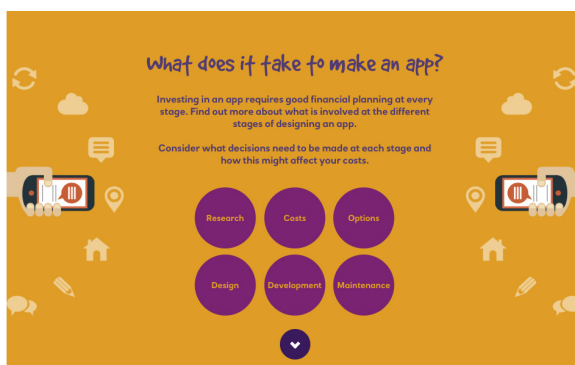 What does it take to make an app?
Investing in an app requires good financial planning at every
stage. Find out more about what is involved at the different
stages of designing an app.
Consider what decisions need to be made at each stage and
how this might affect your costs.
Research
Costs
Options
Design
Development
Maintenance